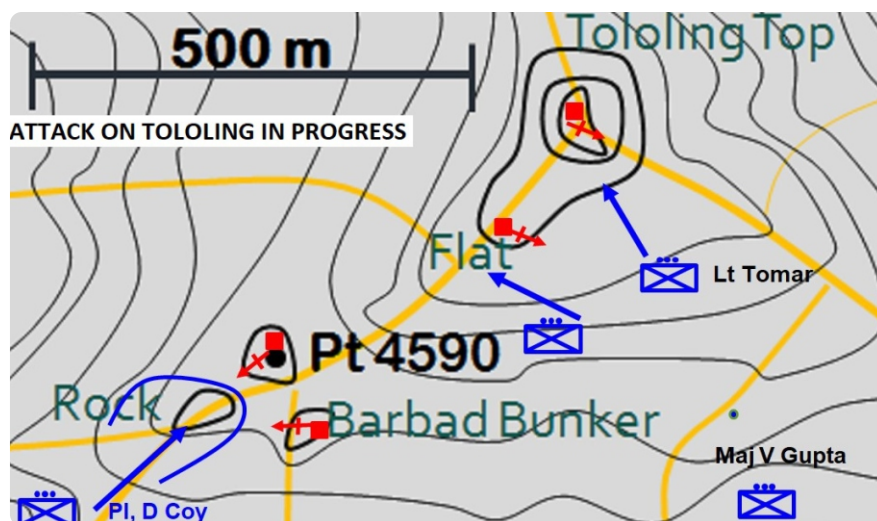 500 m
Tololing Top
ATTACK ON TOLOLING IN PROGRESS
Flat
Lt Tomar
Pt 4590
Rock
Barbad Bunker
Maj V Gupta
Pl, D Coy